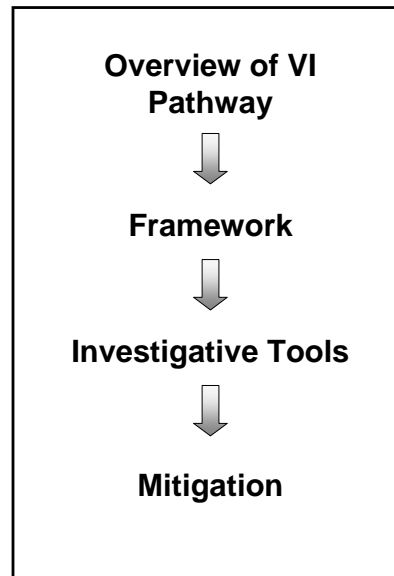 Overview of VI
Pathway
Framework
Investigative Tools
Mitigation